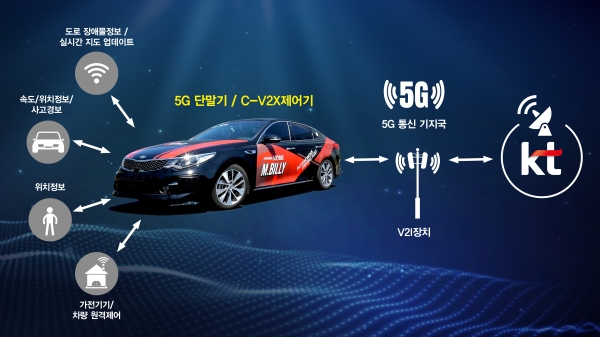 도로 장애물정보 /
실시간 지도 업데이트
속도/위치정보/
사고경보
위치정보
가전기기/
차량 원격제어
5G 단말기 / C-V2X제어기
M.BILLY
5G
5G 통신 기지국
V2I장치
kt